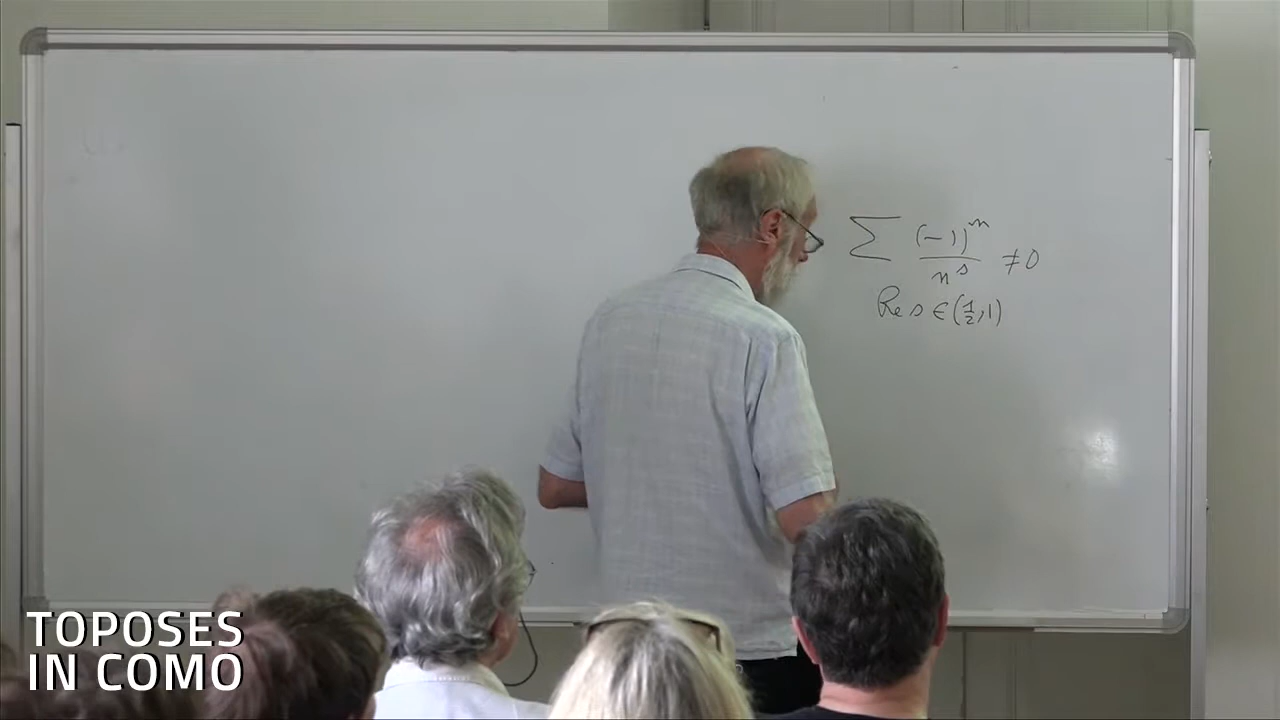 ∑ (-1)^n / n^s ≠0
Re s ∈ (1/2, 1)
TOPOSES
IN COMO